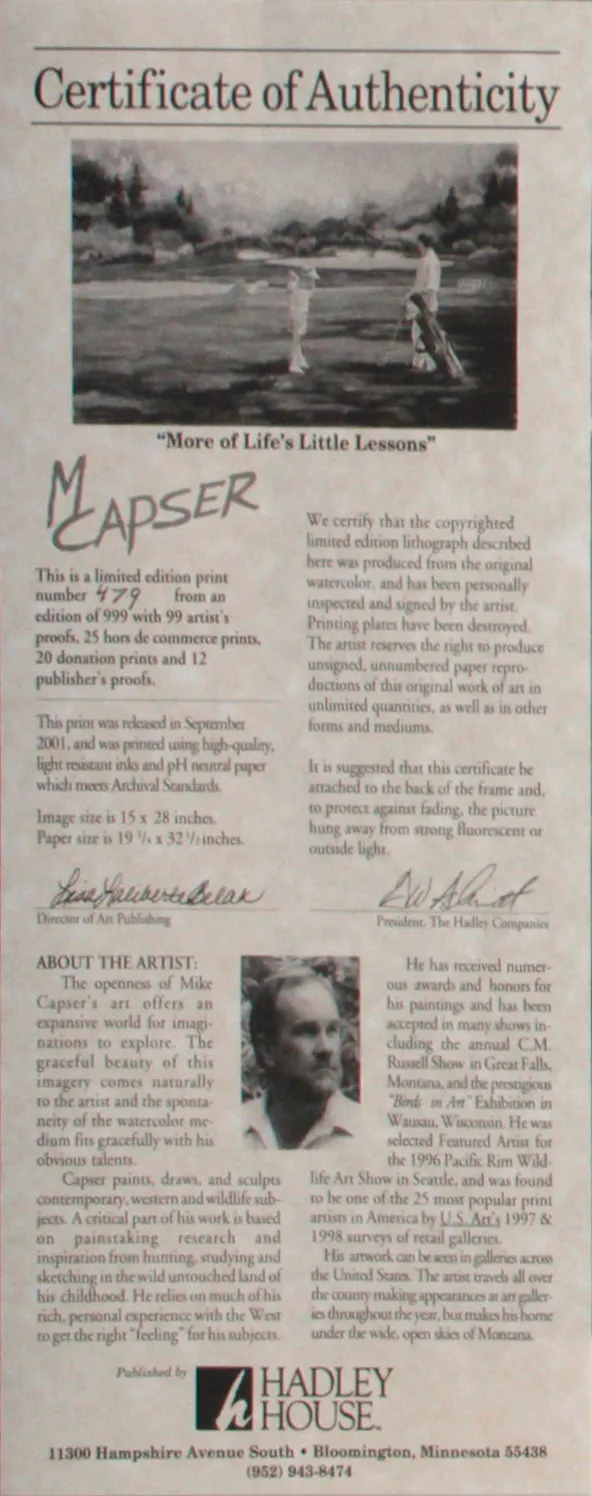 Certificate of Authenticity
"More of Life's Little Lessons"
M CAPSER
This is a limited edition print
number 479 from an
edition of 999 with 99 artist's
proofs, 25 hors de commerce prints,
20 donation prints and 12
publisher's proofs.
This print was released in September
2001, and was printed using high-quality,
light resistant inks and pH neutral paper
which meets Archival Standards.
Image size is 15 x 28 inches.
Paper size is 19 x 32 1/2 inches.
We certify that the copyrighted
limited edition lithograph described
here was produced from the original
watercolor, and has been personally
inspected and signed by the artist.
Printing plates have been destroyed.
The artist reserves the right to produce
unsigned, unnumbered paper repro-
ductions of this original work of art in
unlimited quantities, as well as in other
forms and mediums.
It is suggested that this certificate be
attached to the back of the frame and,
to protect against fading, the picture
hung away from strong fluorescent or
outside light.
Director of Art Publishing
President, The Hadley Companies
ABOUT THE ARTIST:
The openness of Mike
Capser's art offers an
expansive world for imagi-
nations to explore. The
graceful beauty of this
imagery comes naturally
to the artist and the sponta-
neity of the watercolor me-
dium fits gracefully with his
obvious talents.
Capser paints, draws, and sculpts
contemporary, western and wildlife sub-
jects. A critical part of his work is based
on painstaking research and
inspiration from hunting, studying and
sketching in the wild untouched land of
his childhood. He relies on much of his
rich, personal experience with the West
to get the right "feeling" for his subjects.
He has received numer-
ous awards and honors for
his paintings and has been
accepted in many shows in-
cluding the annual C.M.
Russell Show in Great Falls,
Montana, and the prestigious
"Birds in Art" Exhibition in
Wausau, Wisconsin. He was
selected Featured Artist for
the 1996 Pacific Rim Wild-
life Art Show in Seattle, and was found
to be one of the 25 most popular print
artists in America by U.S. Art's 1997 &
1998 surveys of retail galleries.
His artwork can be seen in galleries across
the United States. The artist travels all over
the county making appearances at art galler-
ies throughout the year, but makes his home
under the wide, open skies of Montana.
Published by
h HADLEY
HOUSE
11300 Hampshire Avenue South • Bloomington, Minnesota 55438
(952) 943-8474